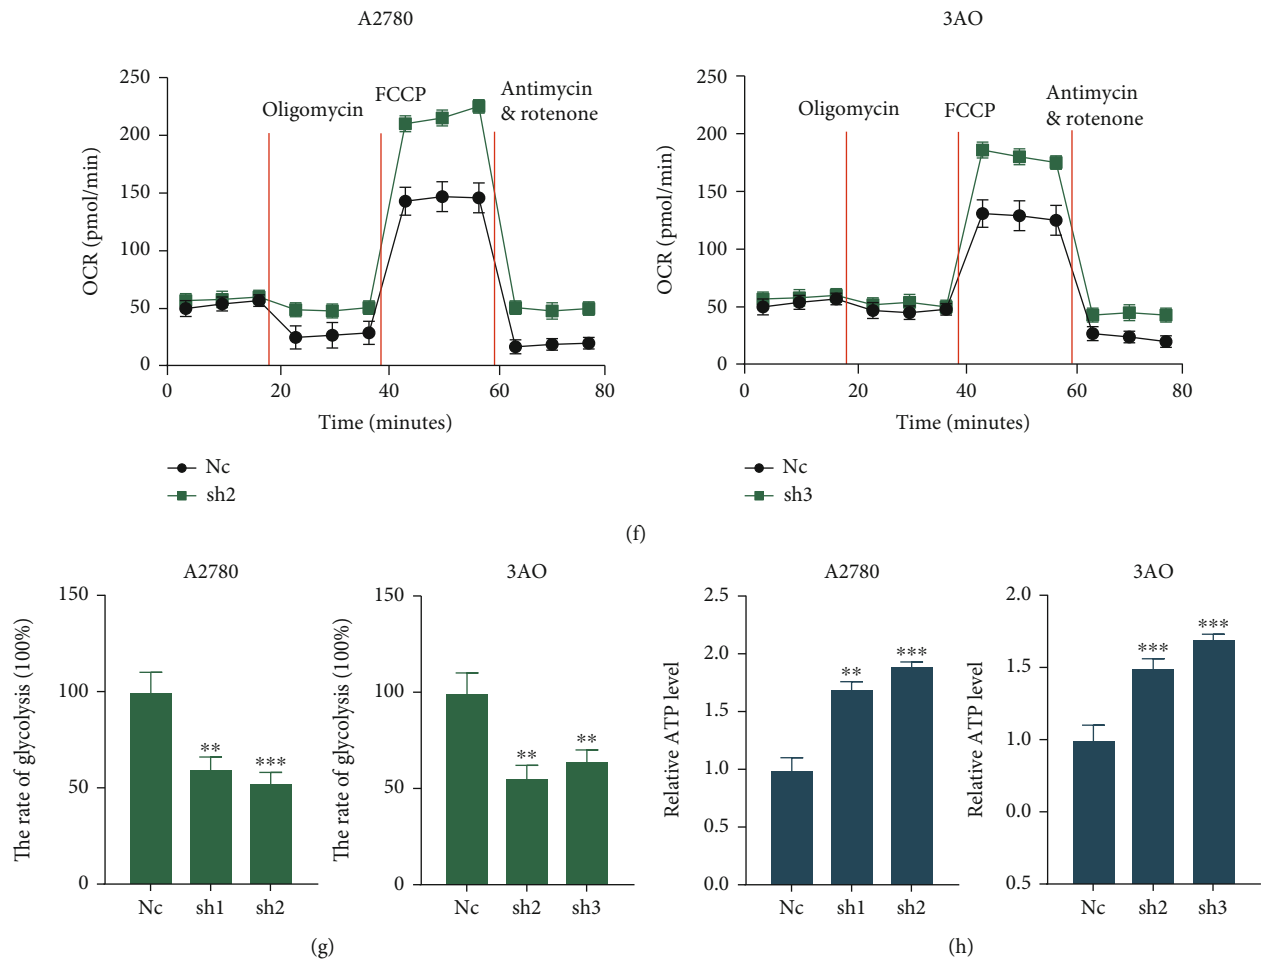 A2780
3AO
250
200
150
100
50
0
OCR (pmol/min)
Oligomycin
FCCP
Antimycin
& rotenone
0 20 40 60 80
Time (minutes)
Nc
sh2
250
200
150
100
50
0
OCR (pmol/min)
Oligomycin
FCCP
Antimycin
& rotenone
0 20 40 60 80
Time (minutes)
Nc
sh3
(f)
A2780
150
100
50
0
The rate of glycolysis (100%)
**
***
Nc sh1 sh2
3AO
150
100
50
0
The rate of glycolysis (100%)
**
**
Nc sh2 sh3
(g)
A2780
2.5
2.0
1.5
1.0
0.5
0.0
Relative ATP level
**
***
Nc sh1 sh2
3AO
2.0
1.5
1.0
0.0
0.5
Relative ATP level
***
***
Nc sh2 sh3
(h)